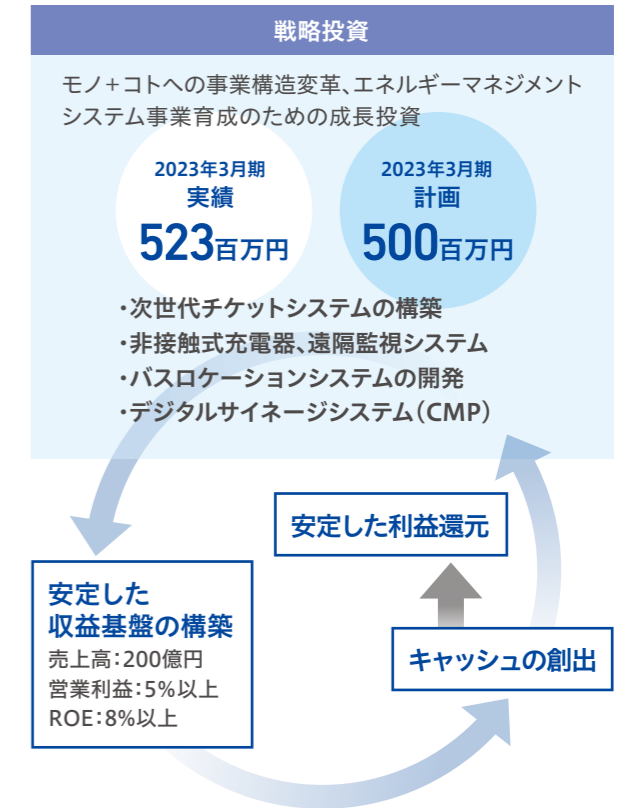 戦略投資
モノ＋コトへの事業構造変革、エネルギーマネジメント
システム事業育成のための成長投資
2023年3月期
実績
523百万円
2023年3月期
計画
500百万円
・次世代チケットシステムの構築
・非接触式充電器、遠隔監視システム
・バスロケーションシステムの開発
・デジタルサイネージシステム（CMP）
安定した利益還元
安定した
収益基盤の構築
売上高：200億円
営業利益：5%以上
ROE：8%以上
キャッシュの創出